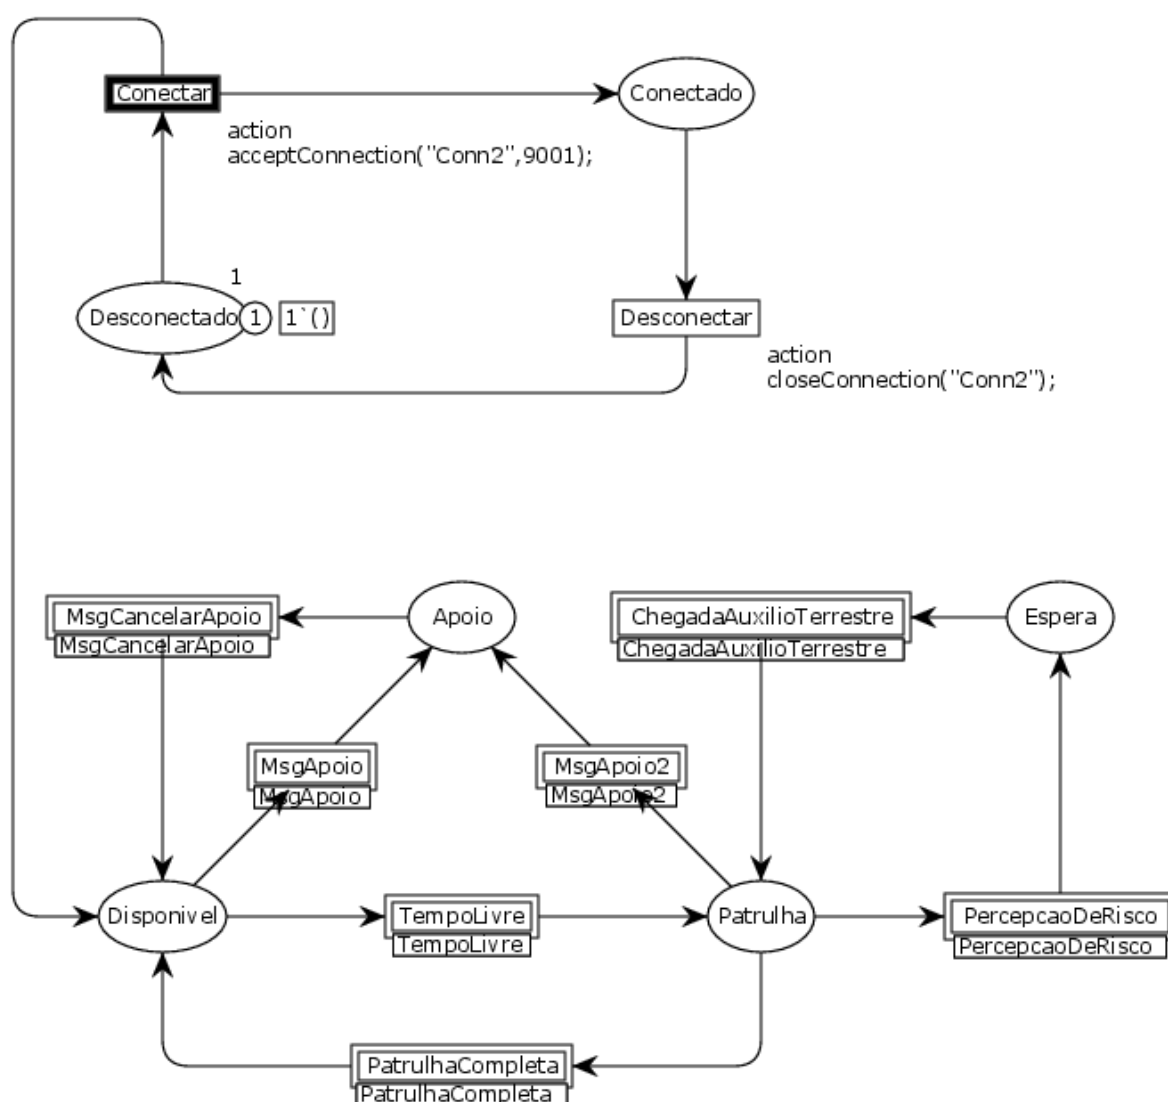 Conectar
Conectado
action
acceptConnection("Conn2",9001);
1
Desconectado
1
1`()
Desconectar
action
closeConnection("Conn2");
MsgCancelarApoio
MsgCancelarApoio
Apoio
ChegadaAuxilioTerrestre
ChegadaAuxilioTerrestre
Espera
MsgApoio
MsgApoio
MsgApoio2
MsgApoio2
Disponivel
TempoLivre
TempoLivre
Patrulha
PercepcaoDeRisco
PercepcaoDeRisco
PatrulhaCompleta
PatrulhaCompleta